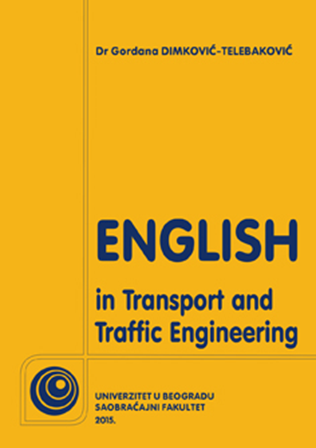 Dr Gordana DIMKOVIĆ-TELEBAKOVIĆ
ENGLISH
in Transport and
Traffic Engineering
UNIVERZITET U BEOGRADU
SAOBRAĆAJNI FAKULTET
2015.